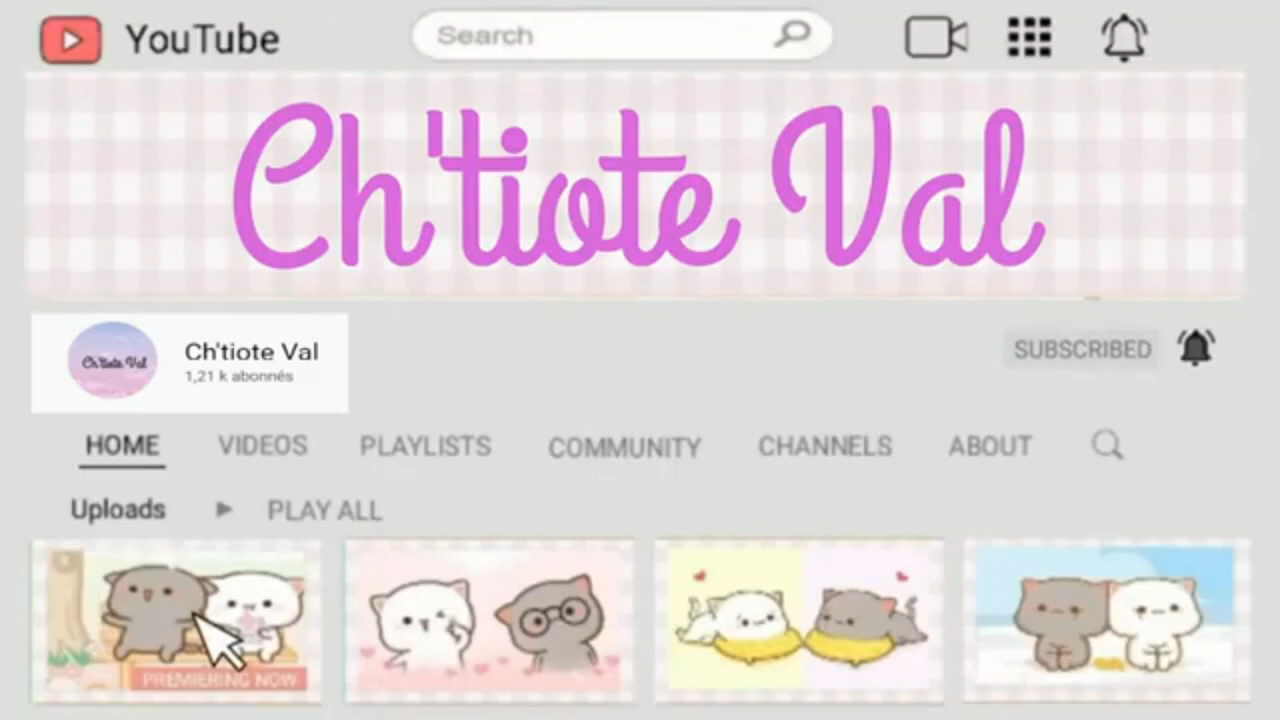 YouTube
Search
Ch'tiote Val
Ch'tiote Val
Ch'tiote Val
1,21 k abonnés
SUBSCRIBED
HOME VIDEOS PLAYLISTS COMMUNITY CHANNELS ABOUT
Uploads PLAY ALL
PREMIERING NOW